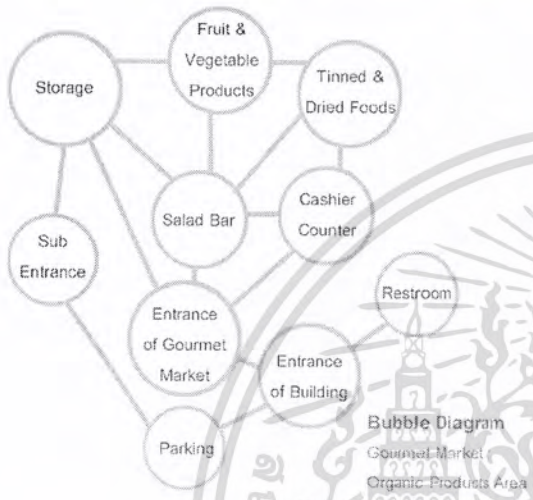 Fruit &
Vegetable
Products
Tinned &
Dried Foods
Storage
Salad Bar
Cashier
Counter
Sub
Entrance
Restroom
Entrance
of Gourmet
Market
Entrance
of Building
Parking
Bubble Diagram
Gourmet Market
Organic Products Area